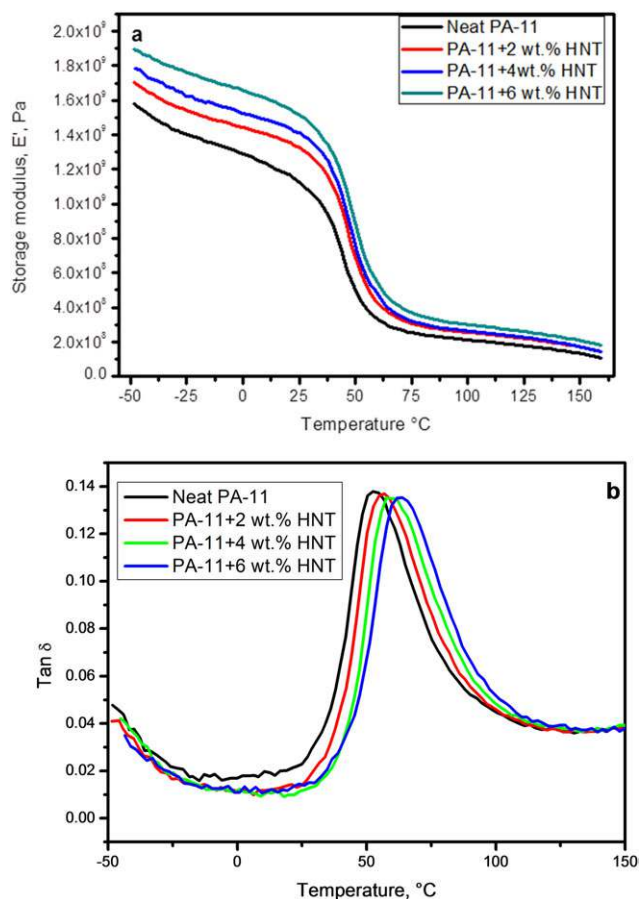 a
Neat PA-11
PA-11+2 wt.% HNT
PA-11+4wt.% HNT
PA-11+6 wt.% HNT
2.0x10⁹
1.8x10⁹
1.6x10⁹
1.4x10⁹
1.2x10⁹
1.0x10⁹
8.0x10⁸
6.0x10⁸
4.0x10⁸
2.0x10⁸
0.0
Storage modulus, E', Pa
-50 -25 0 25 50 75 100 125 150
Temperature °C
b
Neat PA-11
PA-11+2 wt.% HNT
PA-11+4 wt.% HNT
PA-11+6 wt.% HNT
0.14
0.12
0.10
0.08
0.06
0.04
0.02
0.00
Tan δ
-50 0 50 100 150
Temperature, °C